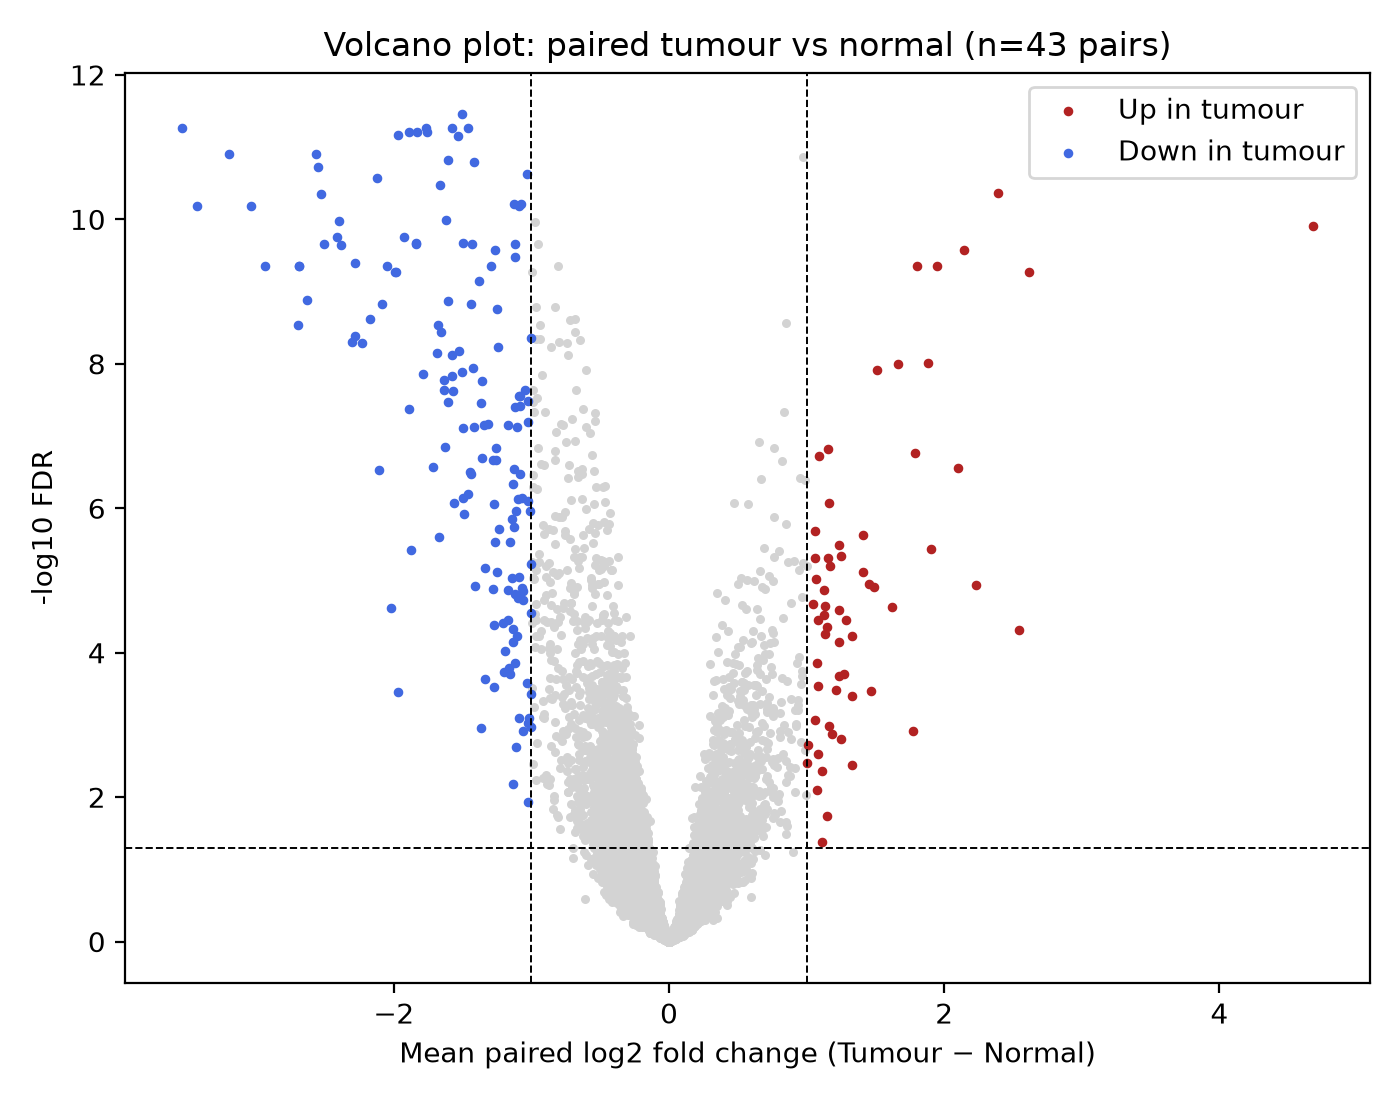 Volcano plot: paired tumour vs normal (n=43 pairs)
12
10
8
6
4
2
0
-log10 FDR
Up in tumour
Down in tumour
−2
0
2
4
Mean paired log2 fold change (Tumour − Normal)